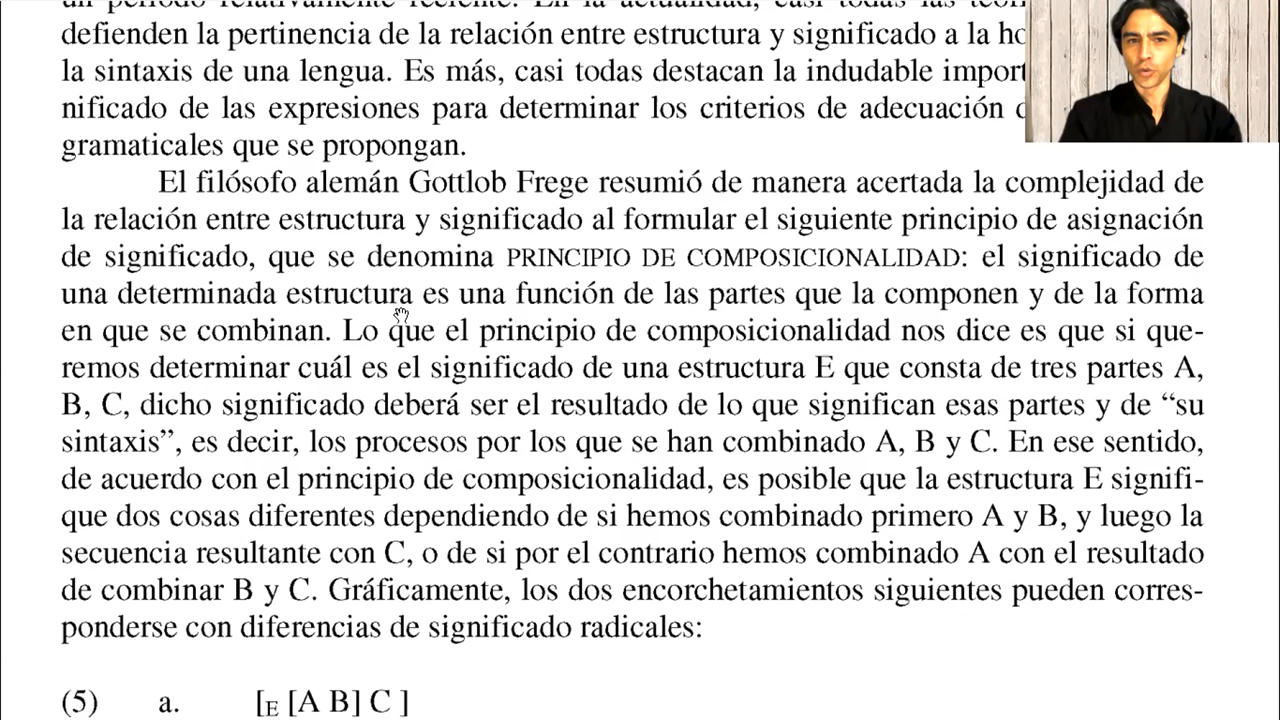 un período relativamente reciente. En la actualidad, casi todas las
defienden la pertinencia de la relación entre estructura y significado a la
la sintaxis de una lengua. Es más, casi todas destacan la indudable
nificado de las expresiones para determinar los criterios de adecuación
gramaticales que se propongan.
El filósofo alemán Gottlob Frege resumió de manera acertada la complejidad de
la relación entre estructura y significado al formular el siguiente principio de asignación
de significado, que se denomina PRINCIPIO DE COMPOSICIONALIDAD: el significado de
una determinada estructura es una función de las partes que la componen y de la forma
en que se combinan. Lo que el principio de composicionalidad nos dice es que si que-
remos determinar cuál es el significado de una estructura E que consta de tres partes A,
B, C, dicho significado deberá ser el resultado de lo que significan esas partes y de “su
sintaxis”, es decir, los procesos por los que se han combinado A, B y C. En ese sentido,
de acuerdo con el principio de composicionalidad, es posible que la estructura E signifi-
que dos cosas diferentes dependiendo de si hemos combinado primero A y B, y luego la
secuencia resultante con C, o de si por el contrario hemos combinado A con el resultado
de combinar B y C. Gráficamente, los dos encorchetamientos siguientes pueden corres-
ponderse con diferencias de significado radicales:
(5) a. [E [A B] C ]